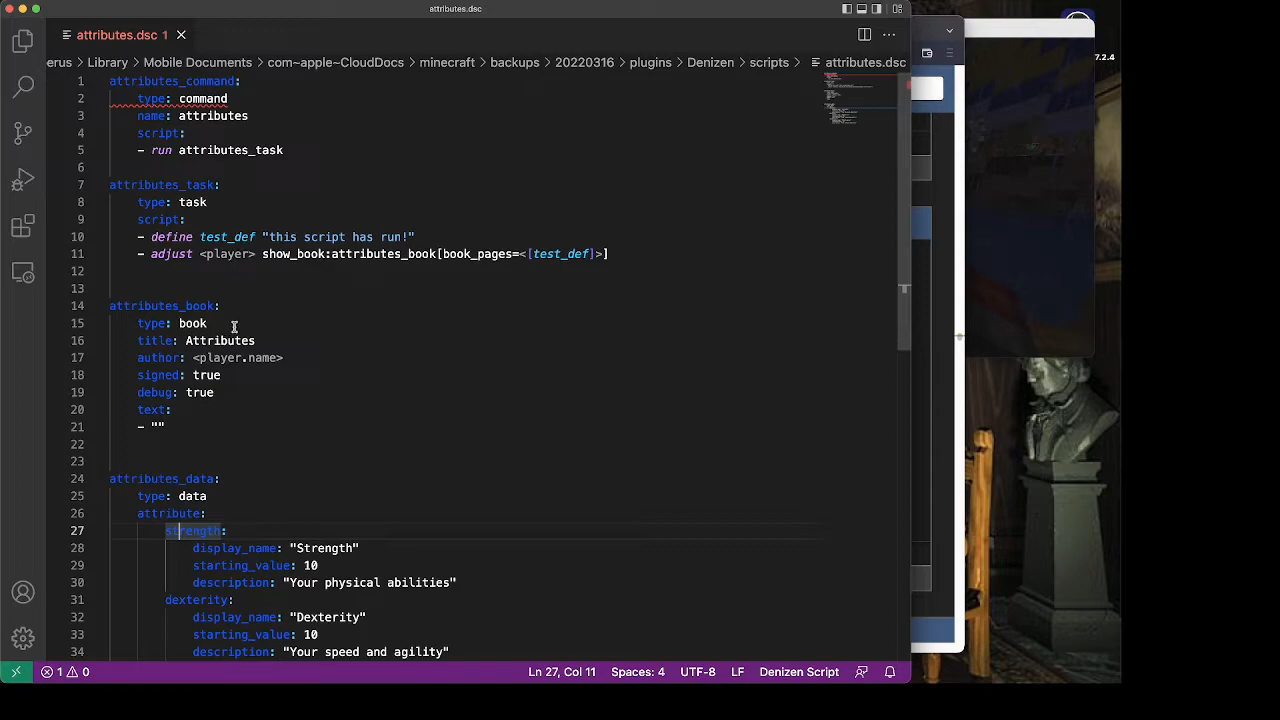 attributes.dsc
attributes.dsc 1
erus > Library > Mobile Documents > com~apple~CloudDocs > minecraft > backups > 20220316 > plugins > Denizen > scripts > attributes.dsc
1 attributes_command:
2 type: command
3 name: attributes
4 script:
5 - run attributes_task
6
7 attributes_task:
8 type: task
9 script:
10 - define test_def "this script has run!"
11 - adjust <player> show_book:attributes_book[book_pages=<[test_def]>]
12
13
14 attributes_book:
15 type: book
16 title: Attributes
17 author: <player.name>
18 signed: true
19 debug: true
20 text:
21 - ""
22
23
24 attributes_data:
25 type: data
26 attribute:
27 strength:
28 display_name: "Strength"
29 starting_value: 10
30 description: "Your physical abilities"
31 dexterity:
32 display_name: "Dexterity"
33 starting_value: 10
34 description: "Your speed and agility"
1 0 Ln 27, Col 11 Spaces: 4 UTF-8 LF Denizen Script
7.2.4